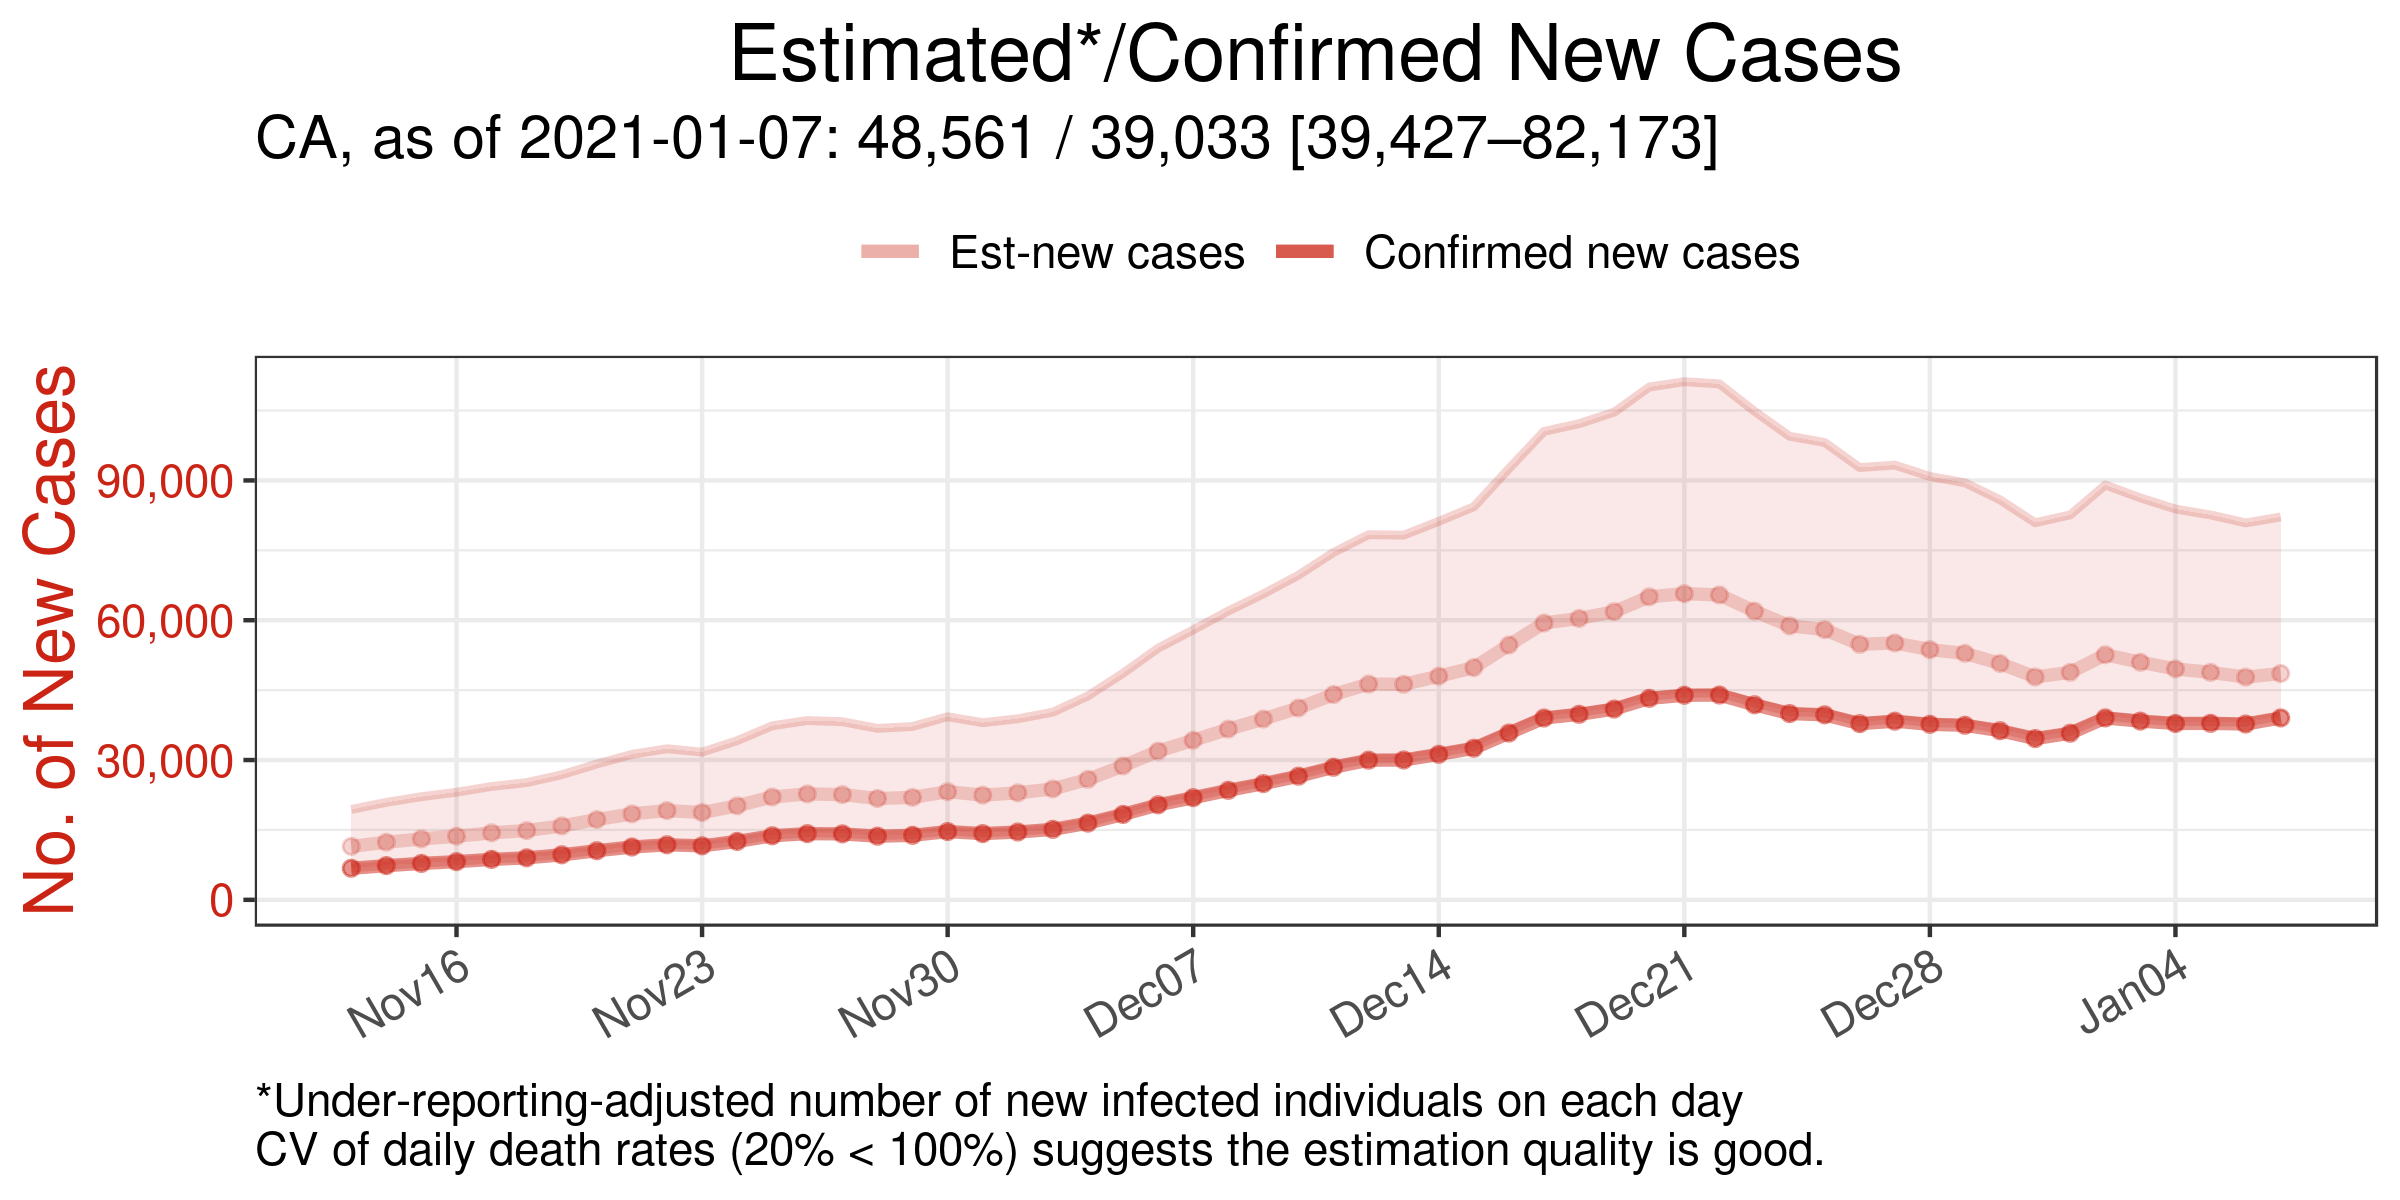 Estimated*/Confirmed New Cases
CA, as of 2021-01-07: 48,561 / 39,033 [39,427–82,173]
Est-new cases
Confirmed new cases
No. of New Cases
90,000
60,000
30,000
0
Nov16
Nov23
Nov30
Dec07
Dec14
Dec21
Dec28
Jan04
*Under-reporting-adjusted number of new infected individuals on each day
CV of daily death rates (20% < 100%) suggests the estimation quality is good.